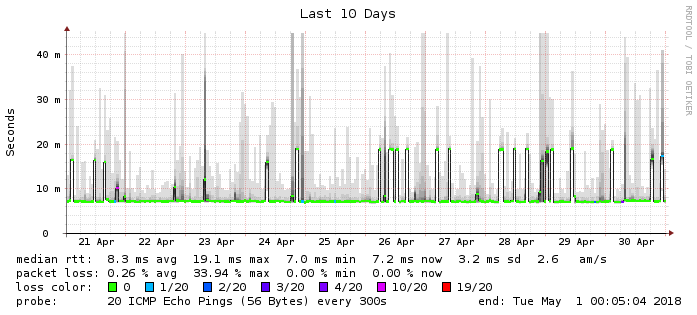 Last 10 Days
RRDTOOL / TOBI OETIKER
Seconds
40 m
30 m
20 m
10 m
0
21 Apr 22 Apr 23 Apr 24 Apr 25 Apr 26 Apr 27 Apr 28 Apr 29 Apr 30 Apr
median rtt: 8.3 ms avg 19.1 ms max 7.0 ms min 7.2 ms now 3.2 ms sd 2.6 am/s
packet loss: 0.26 % avg 33.94 % max 0.00 % min 0.00 % now
loss color: 0 1/20 2/20 3/20 4/20 10/20 19/20
probe: 20 ICMP Echo Pings (56 Bytes) every 300s end: Tue May 1 00:05:04 2018